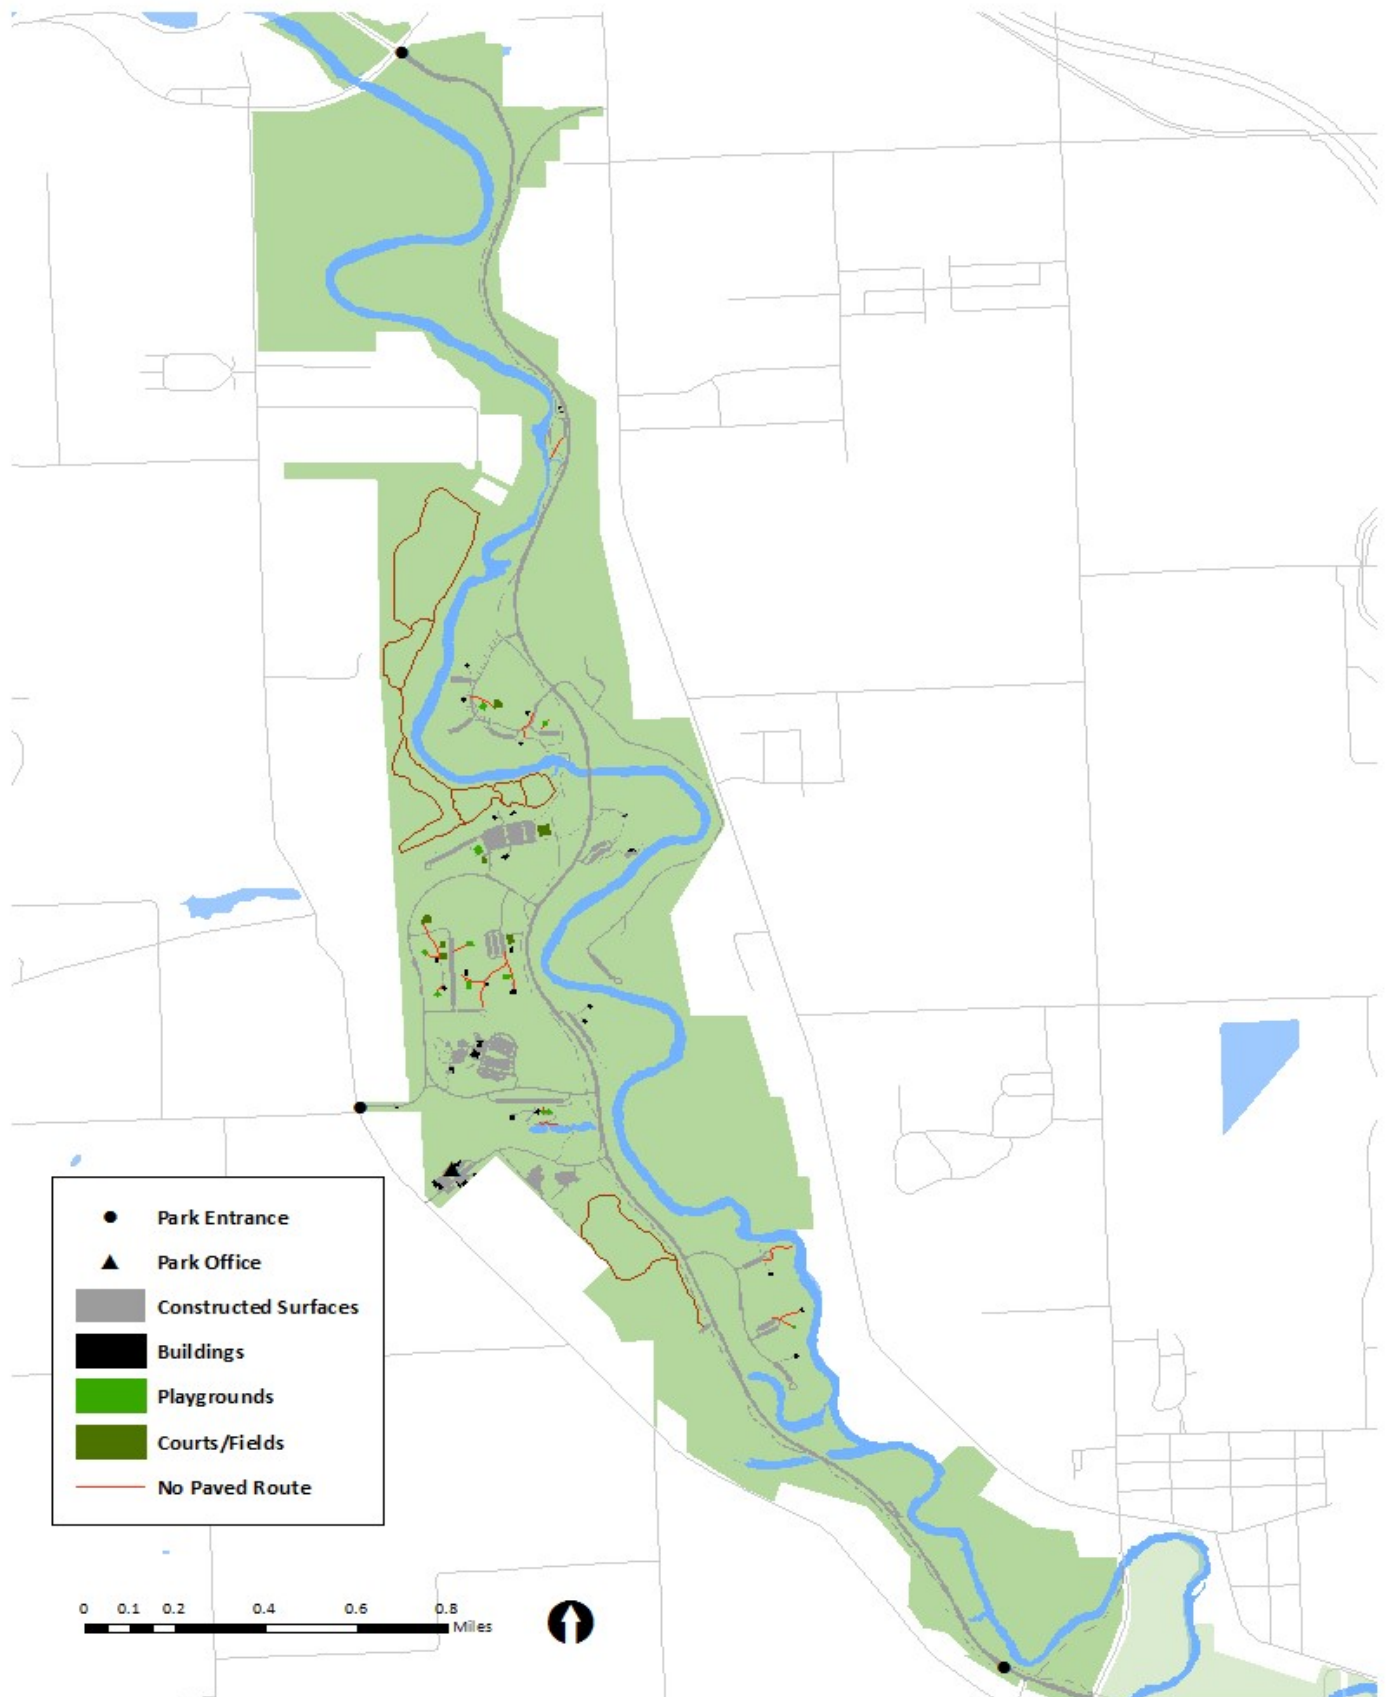 Park Entrance
Park Office
Constructed Surfaces
Buildings
Playgrounds
Courts/Fields
No Paved Route
0 0.1 0.2 0.4 0.6 0.8
Miles